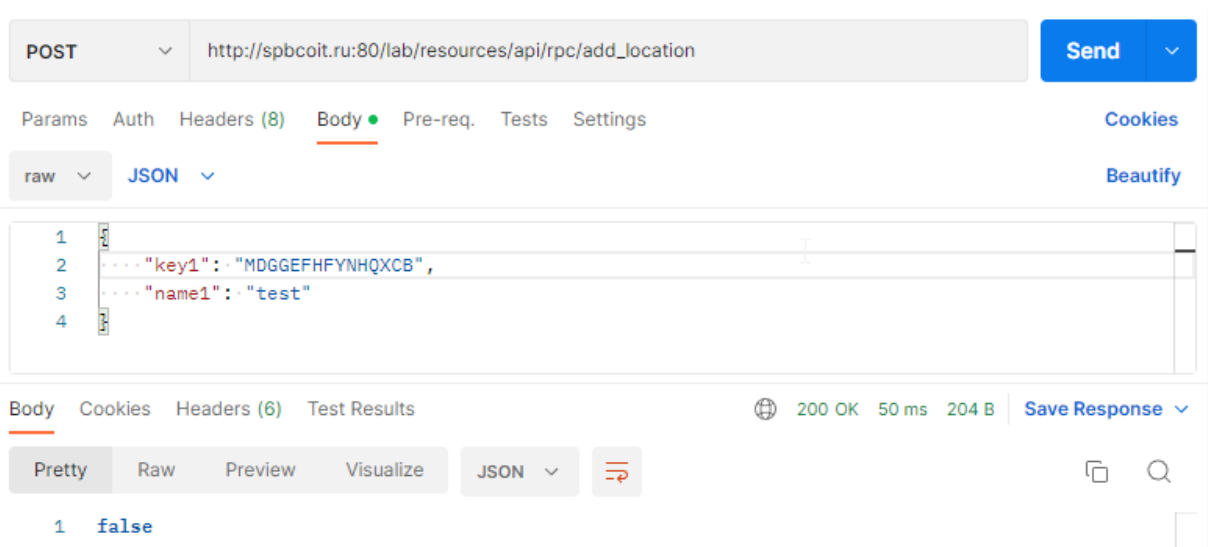 POST http://spbcoit.ru:80/lab/resources/api/rpc/add_location Send
Params Auth Headers (8) Body Pre-req. Tests Settings Cookies
raw JSON Beautify
1 {
2 ····"key1":·"MDGGEFHFYNHQXCB",
3 ····"name1":·"test"
4 }
Body Cookies Headers (6) Test Results 200 OK 50 ms 204 B Save Response
Pretty Raw Preview Visualize JSON
1 false